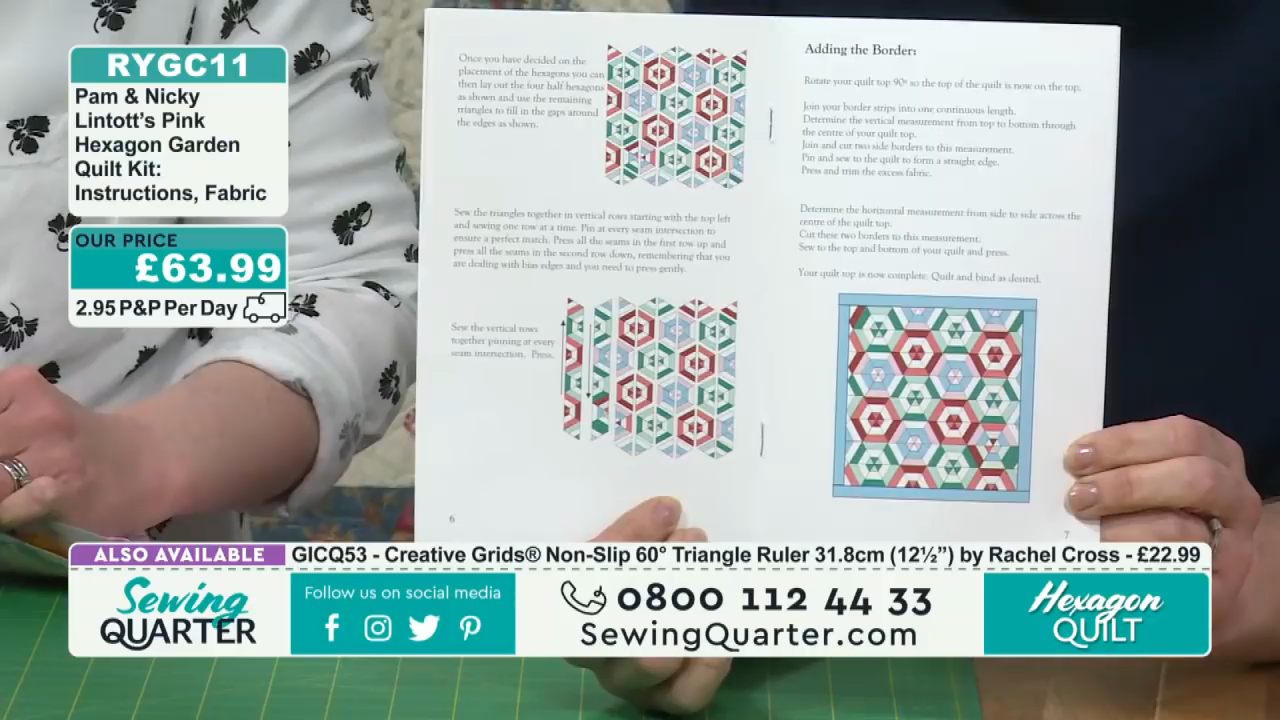 RYGC11
Pam & Nicky
Lintott's Pink
Hexagon Garden
Quilt Kit:
Instructions, Fabric
OUR PRICE
£63.99
2.95 P&P Per Day
Once you have decided on the
placement of the hexagons you can
then lay out the four half hexagons
as shown and use the remaining
triangles to fill in the gaps around
the edges as shown.
Sew the triangles together in vertical rows starting with the top left
and sewing one row at a time. Pin at every seam intersection to
ensure a perfect match. Press all the seams in the first row up and
press all the seams in the second row down, remembering that you
are dealing with bias edges and you need to press gently.
Sew the vertical rows
together pinning at every
seam intersection. Press.
6
Adding the Border:
Rotate your quilt top 90º so the top of the quilt is now on the top.
Join your border strips into one continuous length.
Determine the vertical measurement from top to bottom through
the centre of your quilt top.
Join and cut two side borders to this measurement.
Pin and sew to the quilt to form a straight edge.
Press and trim the excess fabric.
Determine the horizontal measurement from side to side across the
centre of the quilt top.
Cut these two borders to this measurement.
Sew to the top and bottom of your quilt and press.
Your quilt top is now complete. Quilt and bind as desired.
7
ALSO AVAILABLE
GICQ53 - Creative Grids® Non-Slip 60° Triangle Ruler 31.8cm (12½") by Rachel Cross - £22.99
Sewing
QUARTER
Follow us on social media
0800 112 44 33
SewingQuarter.com
Hexagon
QUILT